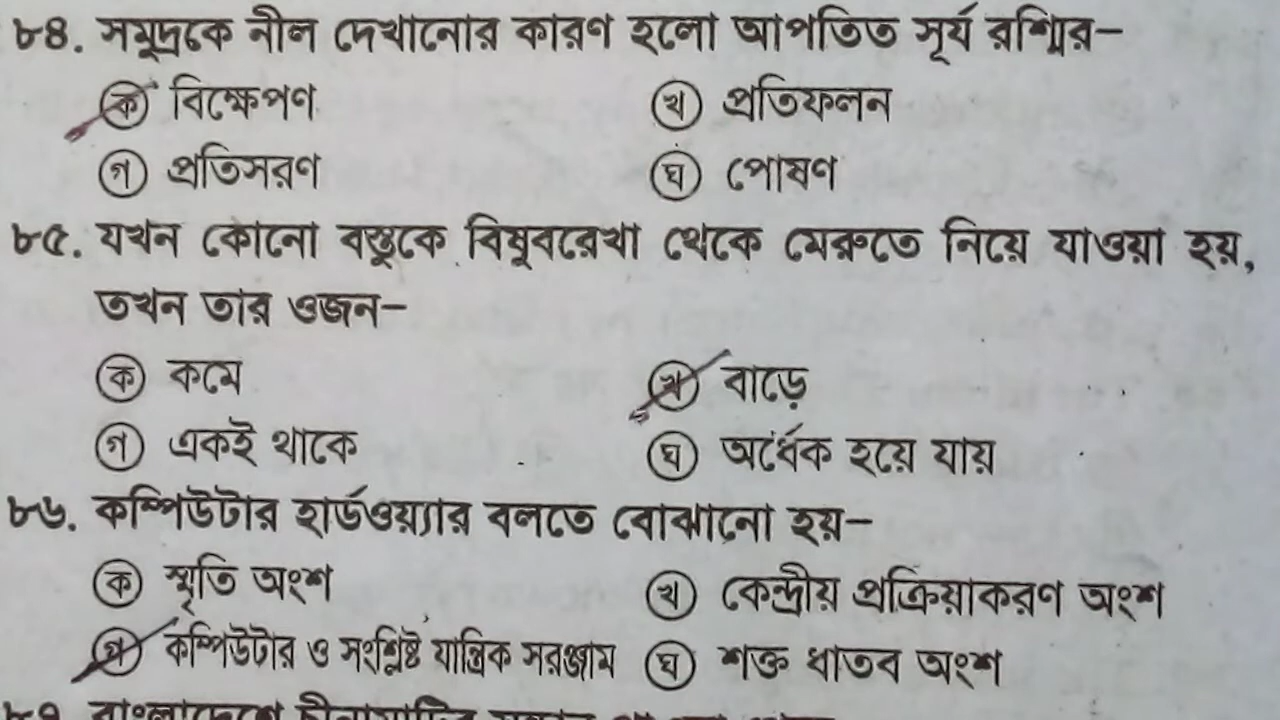 ৮৪. সমুদ্রকে নীল দেখানোর কারণ হলো আপতিত সূর্য রশ্মির–
ক বিক্ষেপণ খ প্রতিফলন
গ প্রতিসরণ ঘ পোষণ
৮৫. যখন কোনো বস্তুকে বিষুবরেখা থেকে মেরুতে নিয়ে যাওয়া হয়,
তখন তার ওজন–
ক কমে খ বাড়ে
গ একই থাকে ঘ অর্ধেক হয়ে যায়
৮৬. কম্পিউটার হার্ডওয়্যার বলতে বোঝানো হয়–
ক স্মৃতি অংশ খ কেন্দ্রীয় প্রক্রিয়াকরণ অংশ
গ কম্পিউটার ও সংশ্লিষ্ট যান্ত্রিক সরঞ্জাম ঘ শক্ত ধাতব অংশ
৮৭. বাংলাদেশে চীনামাটির